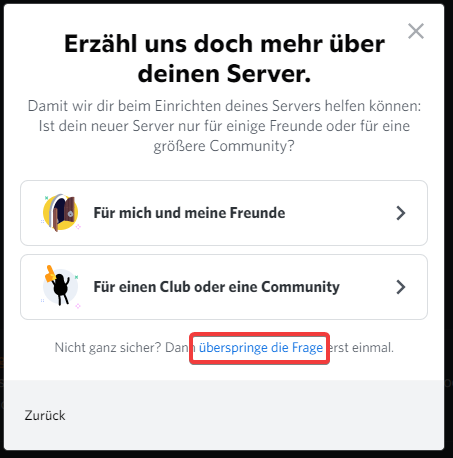 Erzähl uns doch mehr über
deinen Server.
Damit wir dir beim Einrichten deines Servers helfen können:
Ist dein neuer Server nur für einige Freunde oder für eine
größere Community?
Für mich und meine Freunde
Für einen Club oder eine Community
Nicht ganz sicher? Dann überspringe die Frage erst einmal.
Zurück